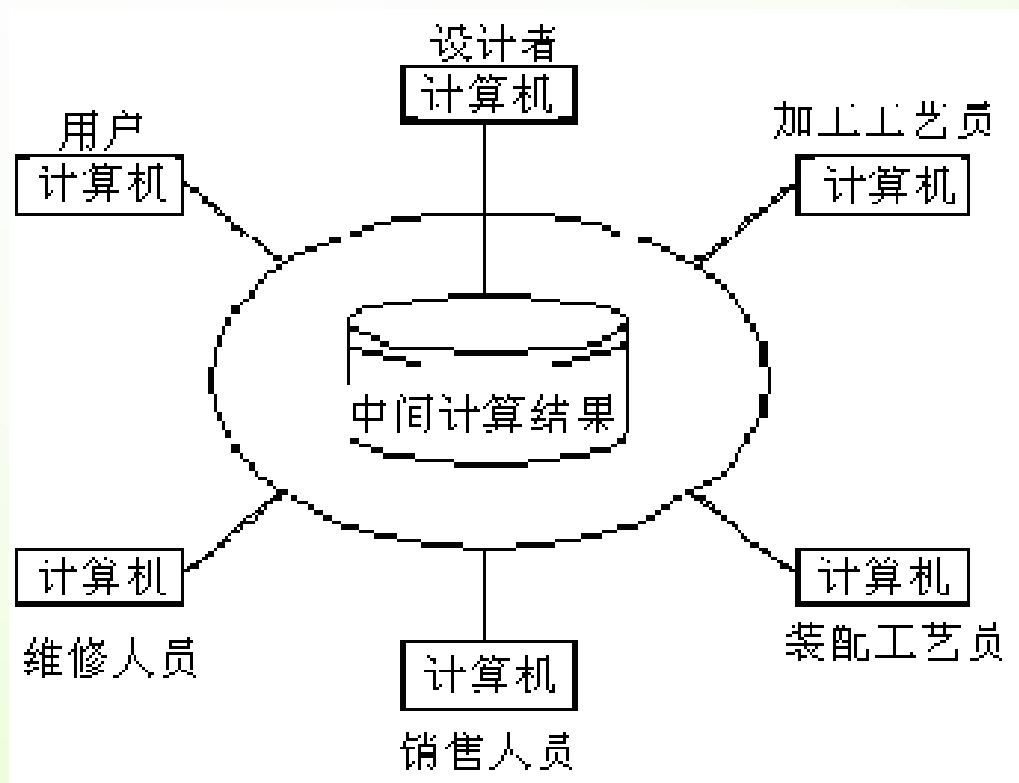 设计者
计算机
用户
计算机
加工工艺员
计算机
中间计算结果
计算机
维修人员
计算机
装配工艺员
计算机
销售人员